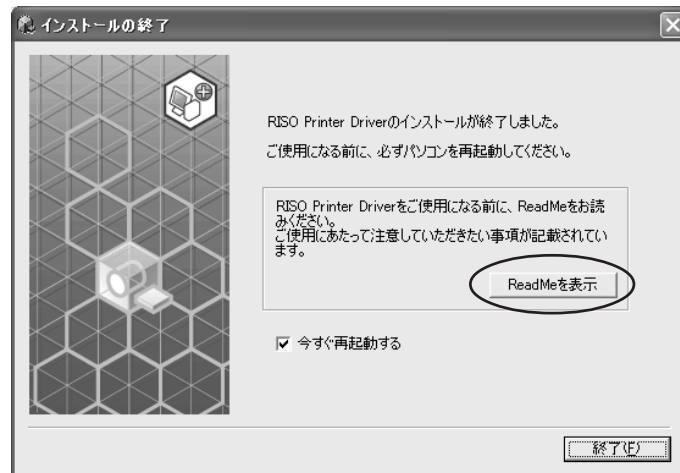 インストールの終了
RISO Printer Driverのインストールが終了しました。
ご使用になる前に、必ずパソコンを再起動してください。
RISO Printer Driverをご使用になる前に、ReadMeをお読
みください。
ご使用にあたって注意していただきたい事項が記載されてい
ます。
ReadMeを表示
今すぐ再起動する
終了(F)